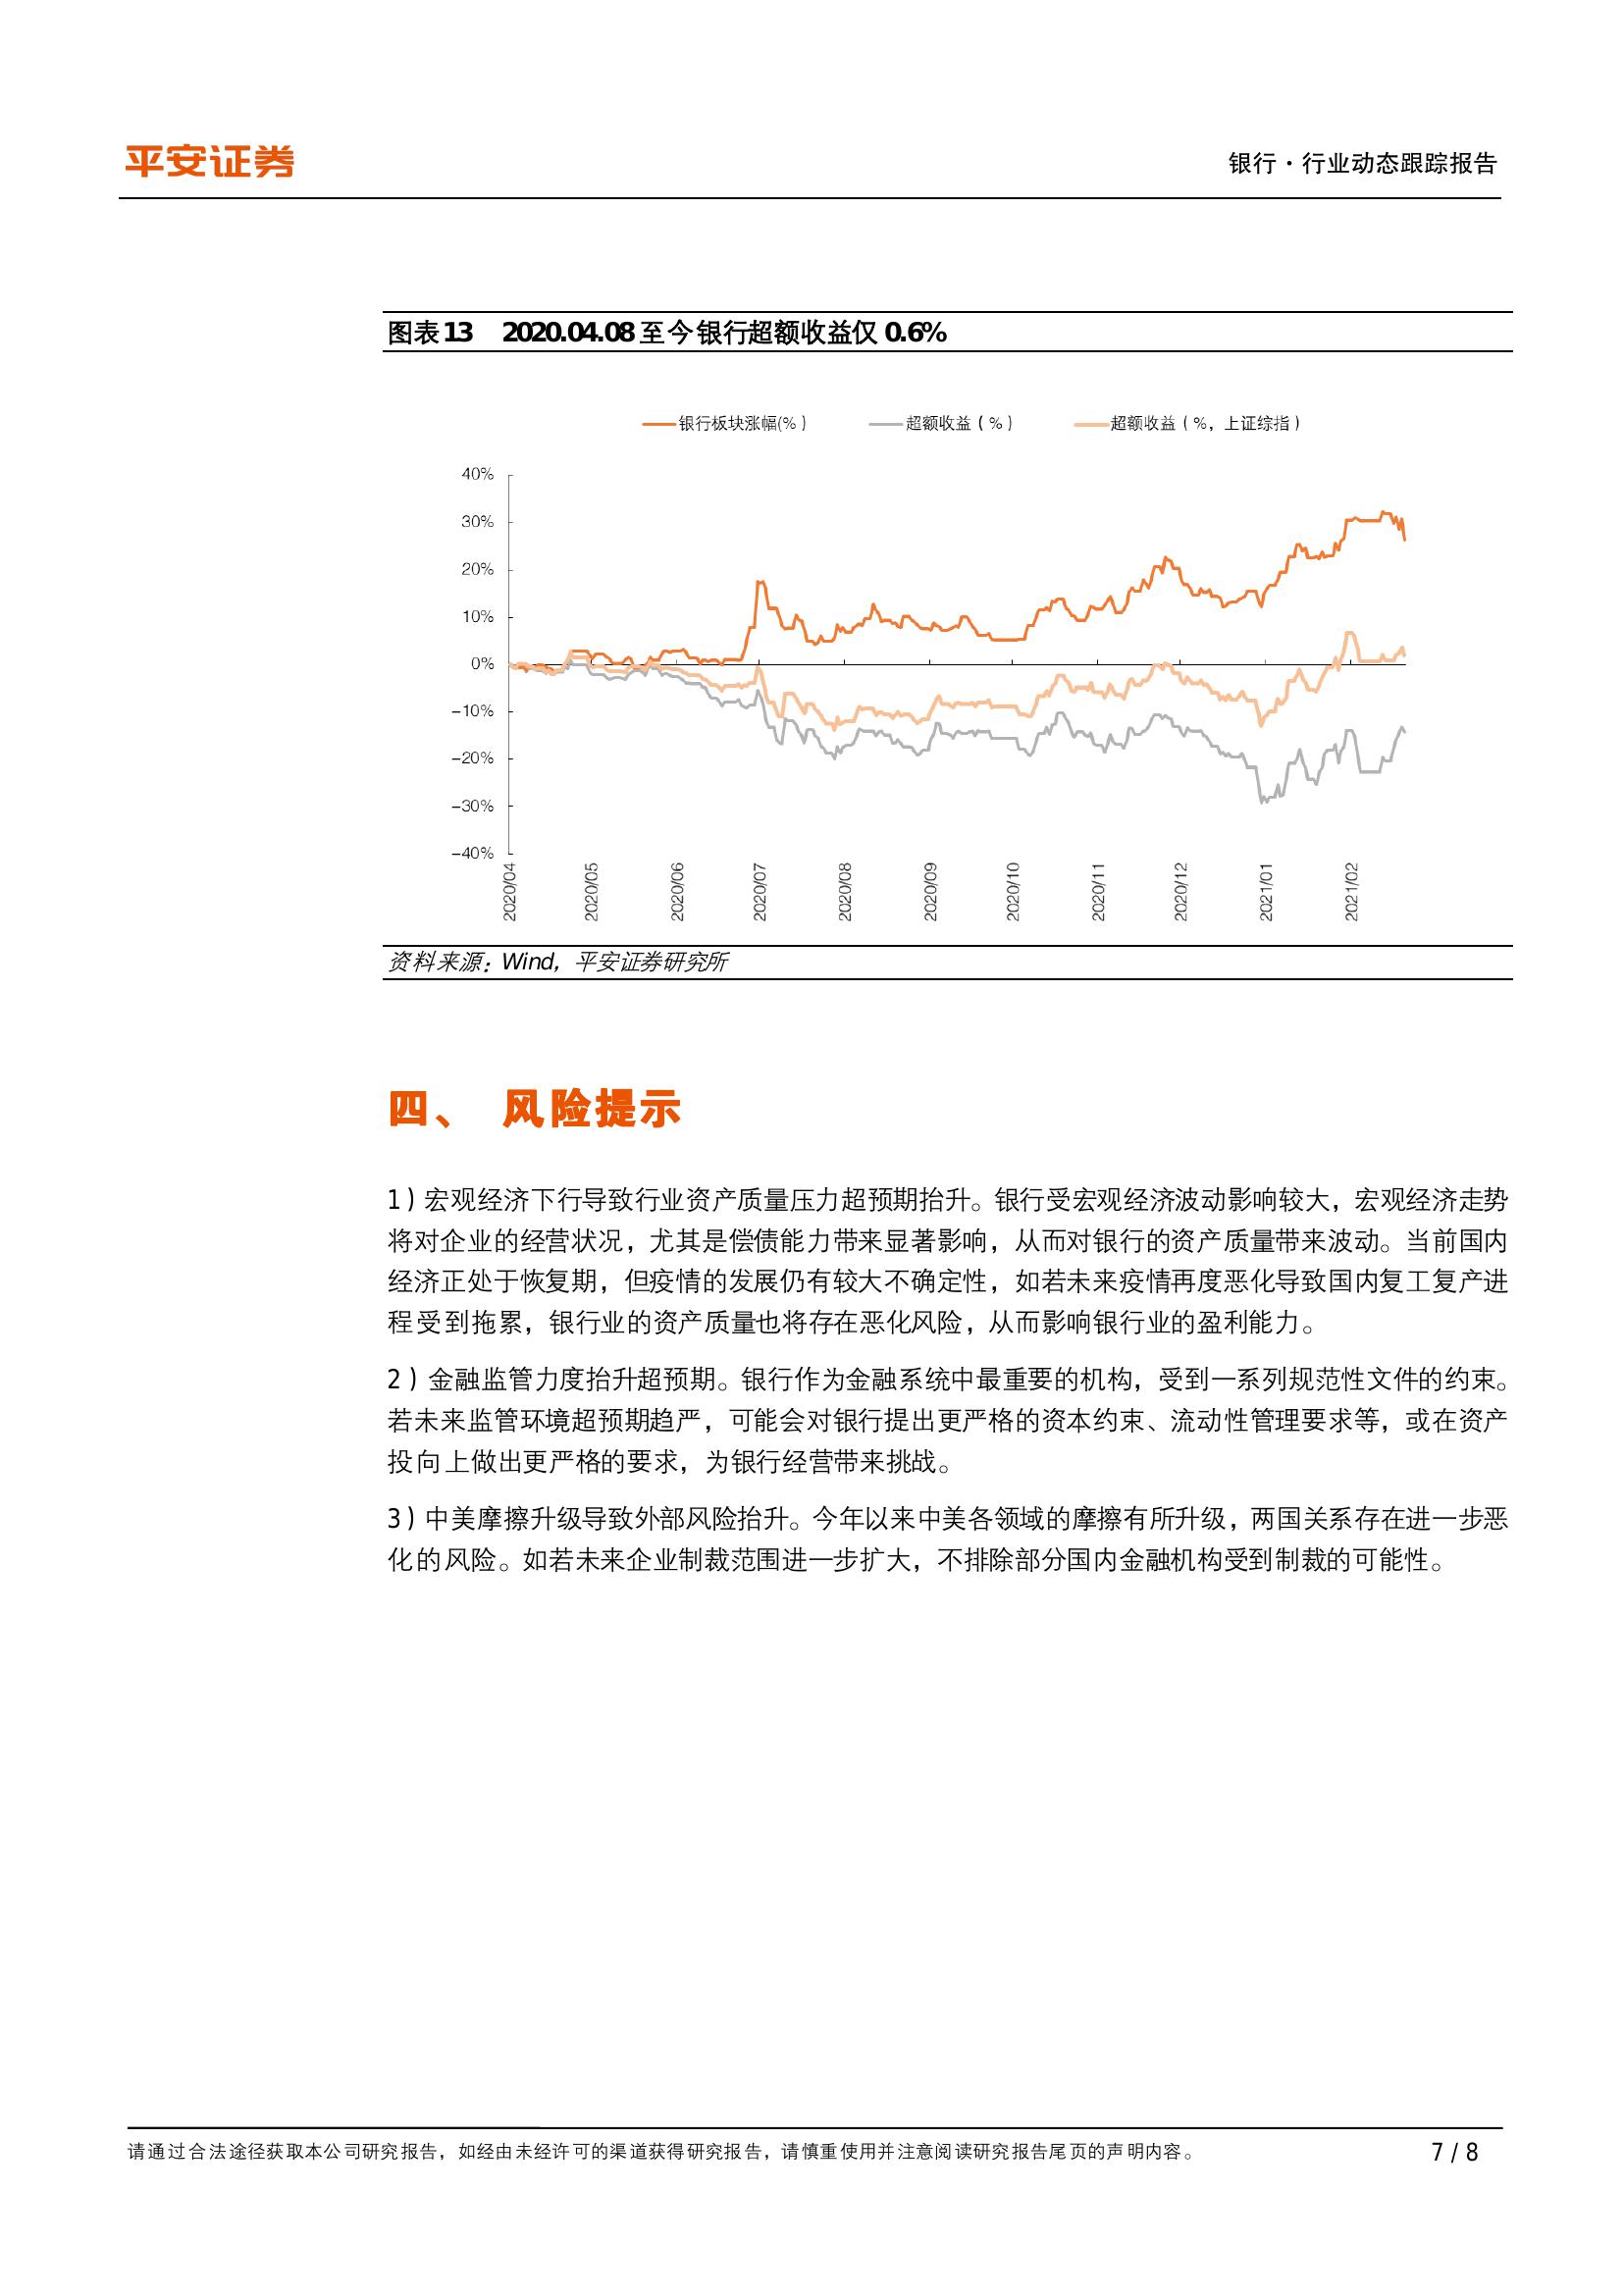 平安证券
银行·行业动态跟踪报告
图表13 2020.04.08至今银行超额收益仅0.6%
银行板块涨幅(%) 超额收益(%) 超额收益(%,上证综指)
40%
30%
20%
10%
0%
-10%
-20%
-30%
-40%
2020/04 2020/05 2020/06 2020/07 2020/08 2020/09 2020/10 2020/11 2020/12 2021/01 2021/02
资料来源:Wind,平安证券研究所
四、 风险提示
1)宏观经济下行导致行业资产质量压力超预期抬升。银行受宏观经济波动影响较大,宏观经济走势
将对企业的经营状况,尤其是偿债能力带来显著影响,从而对银行的资产质量带来波动。当前国内
经济正处于恢复期,但疫情的发展仍有较大不确定性,如若未来疫情再度恶化导致国内复工复产进
程受到拖累,银行业的资产质量也将存在恶化风险,从而影响银行业的盈利能力。
2)金融监管力度抬升超预期。银行作为金融系统中最重要的机构,受到一系列规范性文件的约束。
若未来监管环境超预期趋严,可能会对银行提出更严格的资本约束、流动性管理要求等,或在资产
投向上做出更严格的要求,为银行经营带来挑战。
3)中美摩擦升级导致外部风险抬升。今年以来中美各领域的摩擦有所升级,两国关系存在进一步恶
化的风险。如若未来企业制裁范围进一步扩大,不排除部分国内金融机构受到制裁的可能性。
请通过合法途径获取本公司研究报告,如经由未经许可的渠道获得研究报告,请慎重使用并注意阅读研究报告尾页的声明内容。 7 / 8